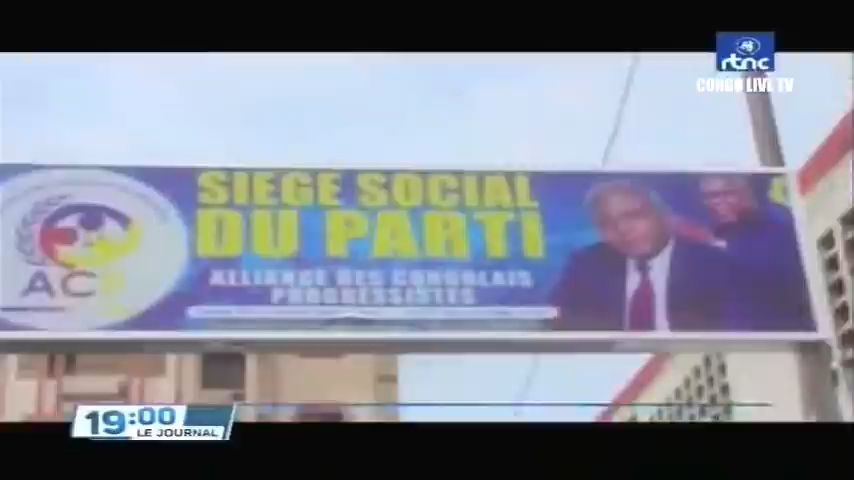 rtnc
CONGO LIVE TV
SIEGE SOCIAL
DU PARTI
ALLIANCE DES CONGOLAIS
PROGRESSISTES
AC
19:00
LE JOURNAL